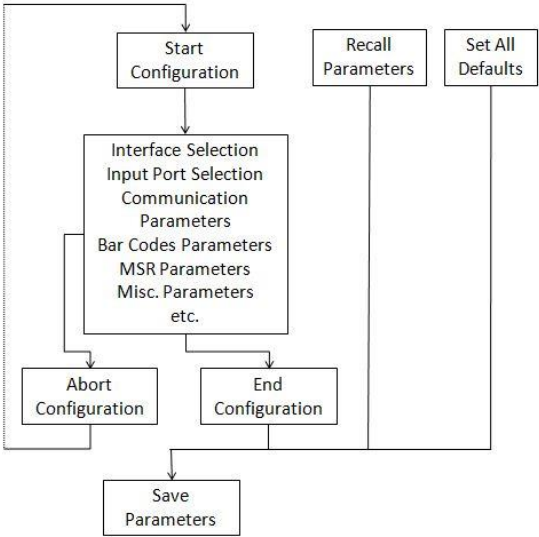 Start
Configuration
Recall
Parameters
Set All
Defaults
Interface Selection
Input Port Selection
Communication
Parameters
Bar Codes Parameters
MSR Parameters
Misc. Parameters
etc.
Abort
Configuration
End
Configuration
Save
Parameters